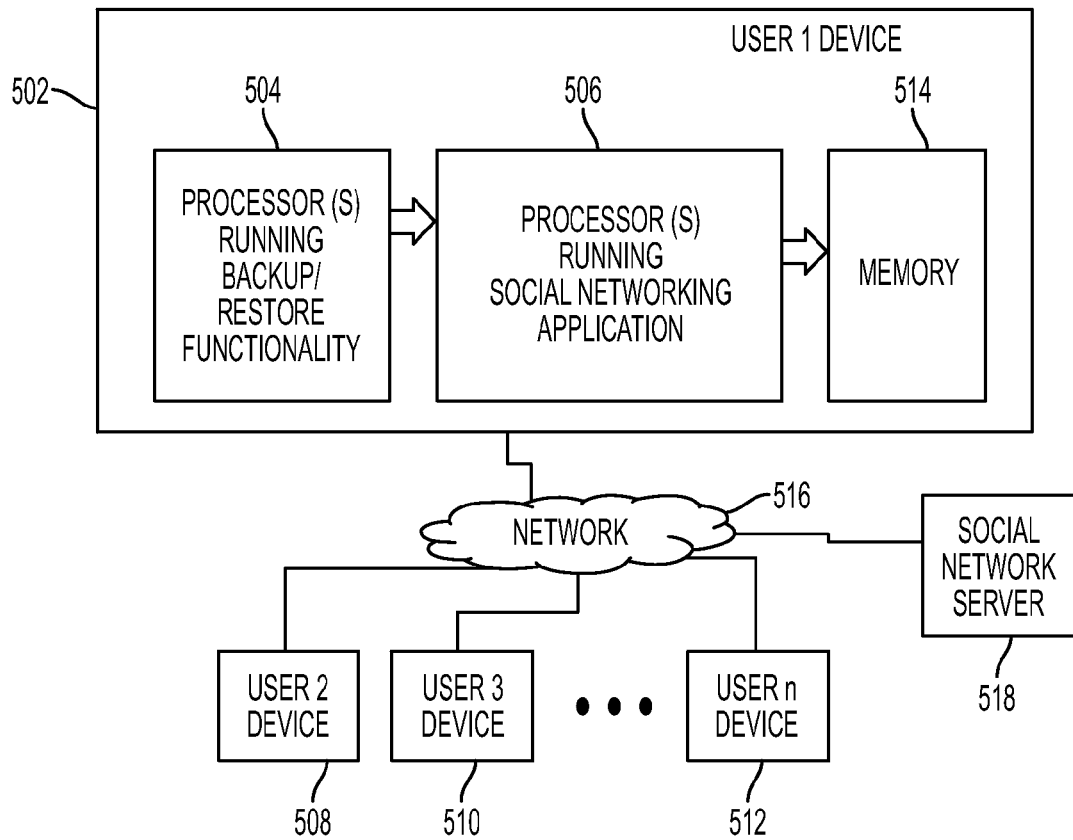 USER 1 DEVICE
502
504
506
514
PROCESSOR (S)
RUNNING
BACKUP/
RESTORE
FUNCTIONALITY
PROCESSOR (S)
RUNNING
SOCIAL NETWORKING
APPLICATION
MEMORY
516
NETWORK
SOCIAL
NETWORK
SERVER
518
USER 2
DEVICE
USER 3
DEVICE
USER n
DEVICE
508
510
512